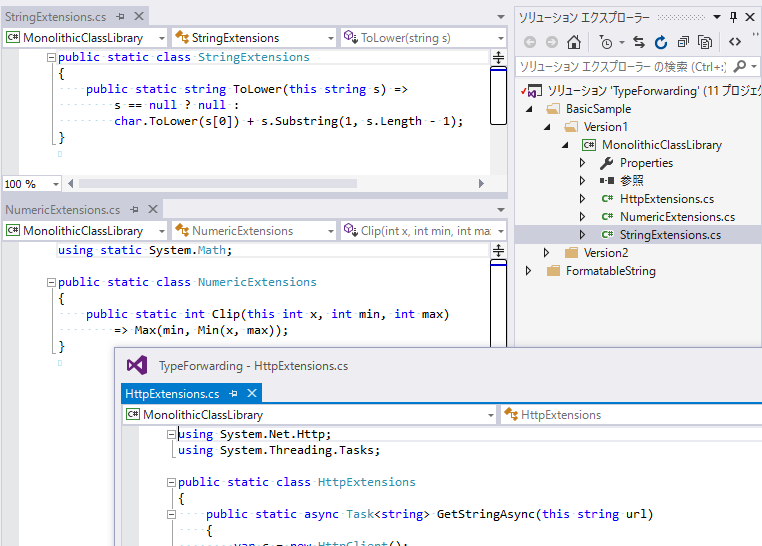 StringExtensions.cs
C# MonolithicClassLibrary StringExtensions ToLower(string s)
public static class StringExtensions
{
public static string ToLower(this string s) =>
s == null ? null :
char.ToLower(s[0]) + s.Substring(1, s.Length - 1);
}
100 %
NumericExtensions.cs
C# MonolithicClassLibrary NumericExtensions Clip(int x, int min, int max
using static System.Math;
public static class NumericExtensions
{
public static int Clip(this int x, int min, int max)
=> Max(min, Min(x, max));
}
TypeForwarding - HttpExtensions.cs
HttpExtensions.cs
C# MonolithicClassLibrary HttpExtensions
using System.Net.Http;
using System.Threading.Tasks;
public static class HttpExtensions
{
public static async Task<string> GetStringAsync(this string url)
{
var c = new HttpClient();
ソリューション エクスプローラー
ソリューション エクスプローラー の検索 (Ctrl+:)
ソリューション 'TypeForwarding' (11 プロジェ
BasicSample
Version1
C# MonolithicClassLibrary
Properties
参照
C# HttpExtensions.cs
C# NumericExtensions.cs
C# StringExtensions.cs
Version2
FormatableString